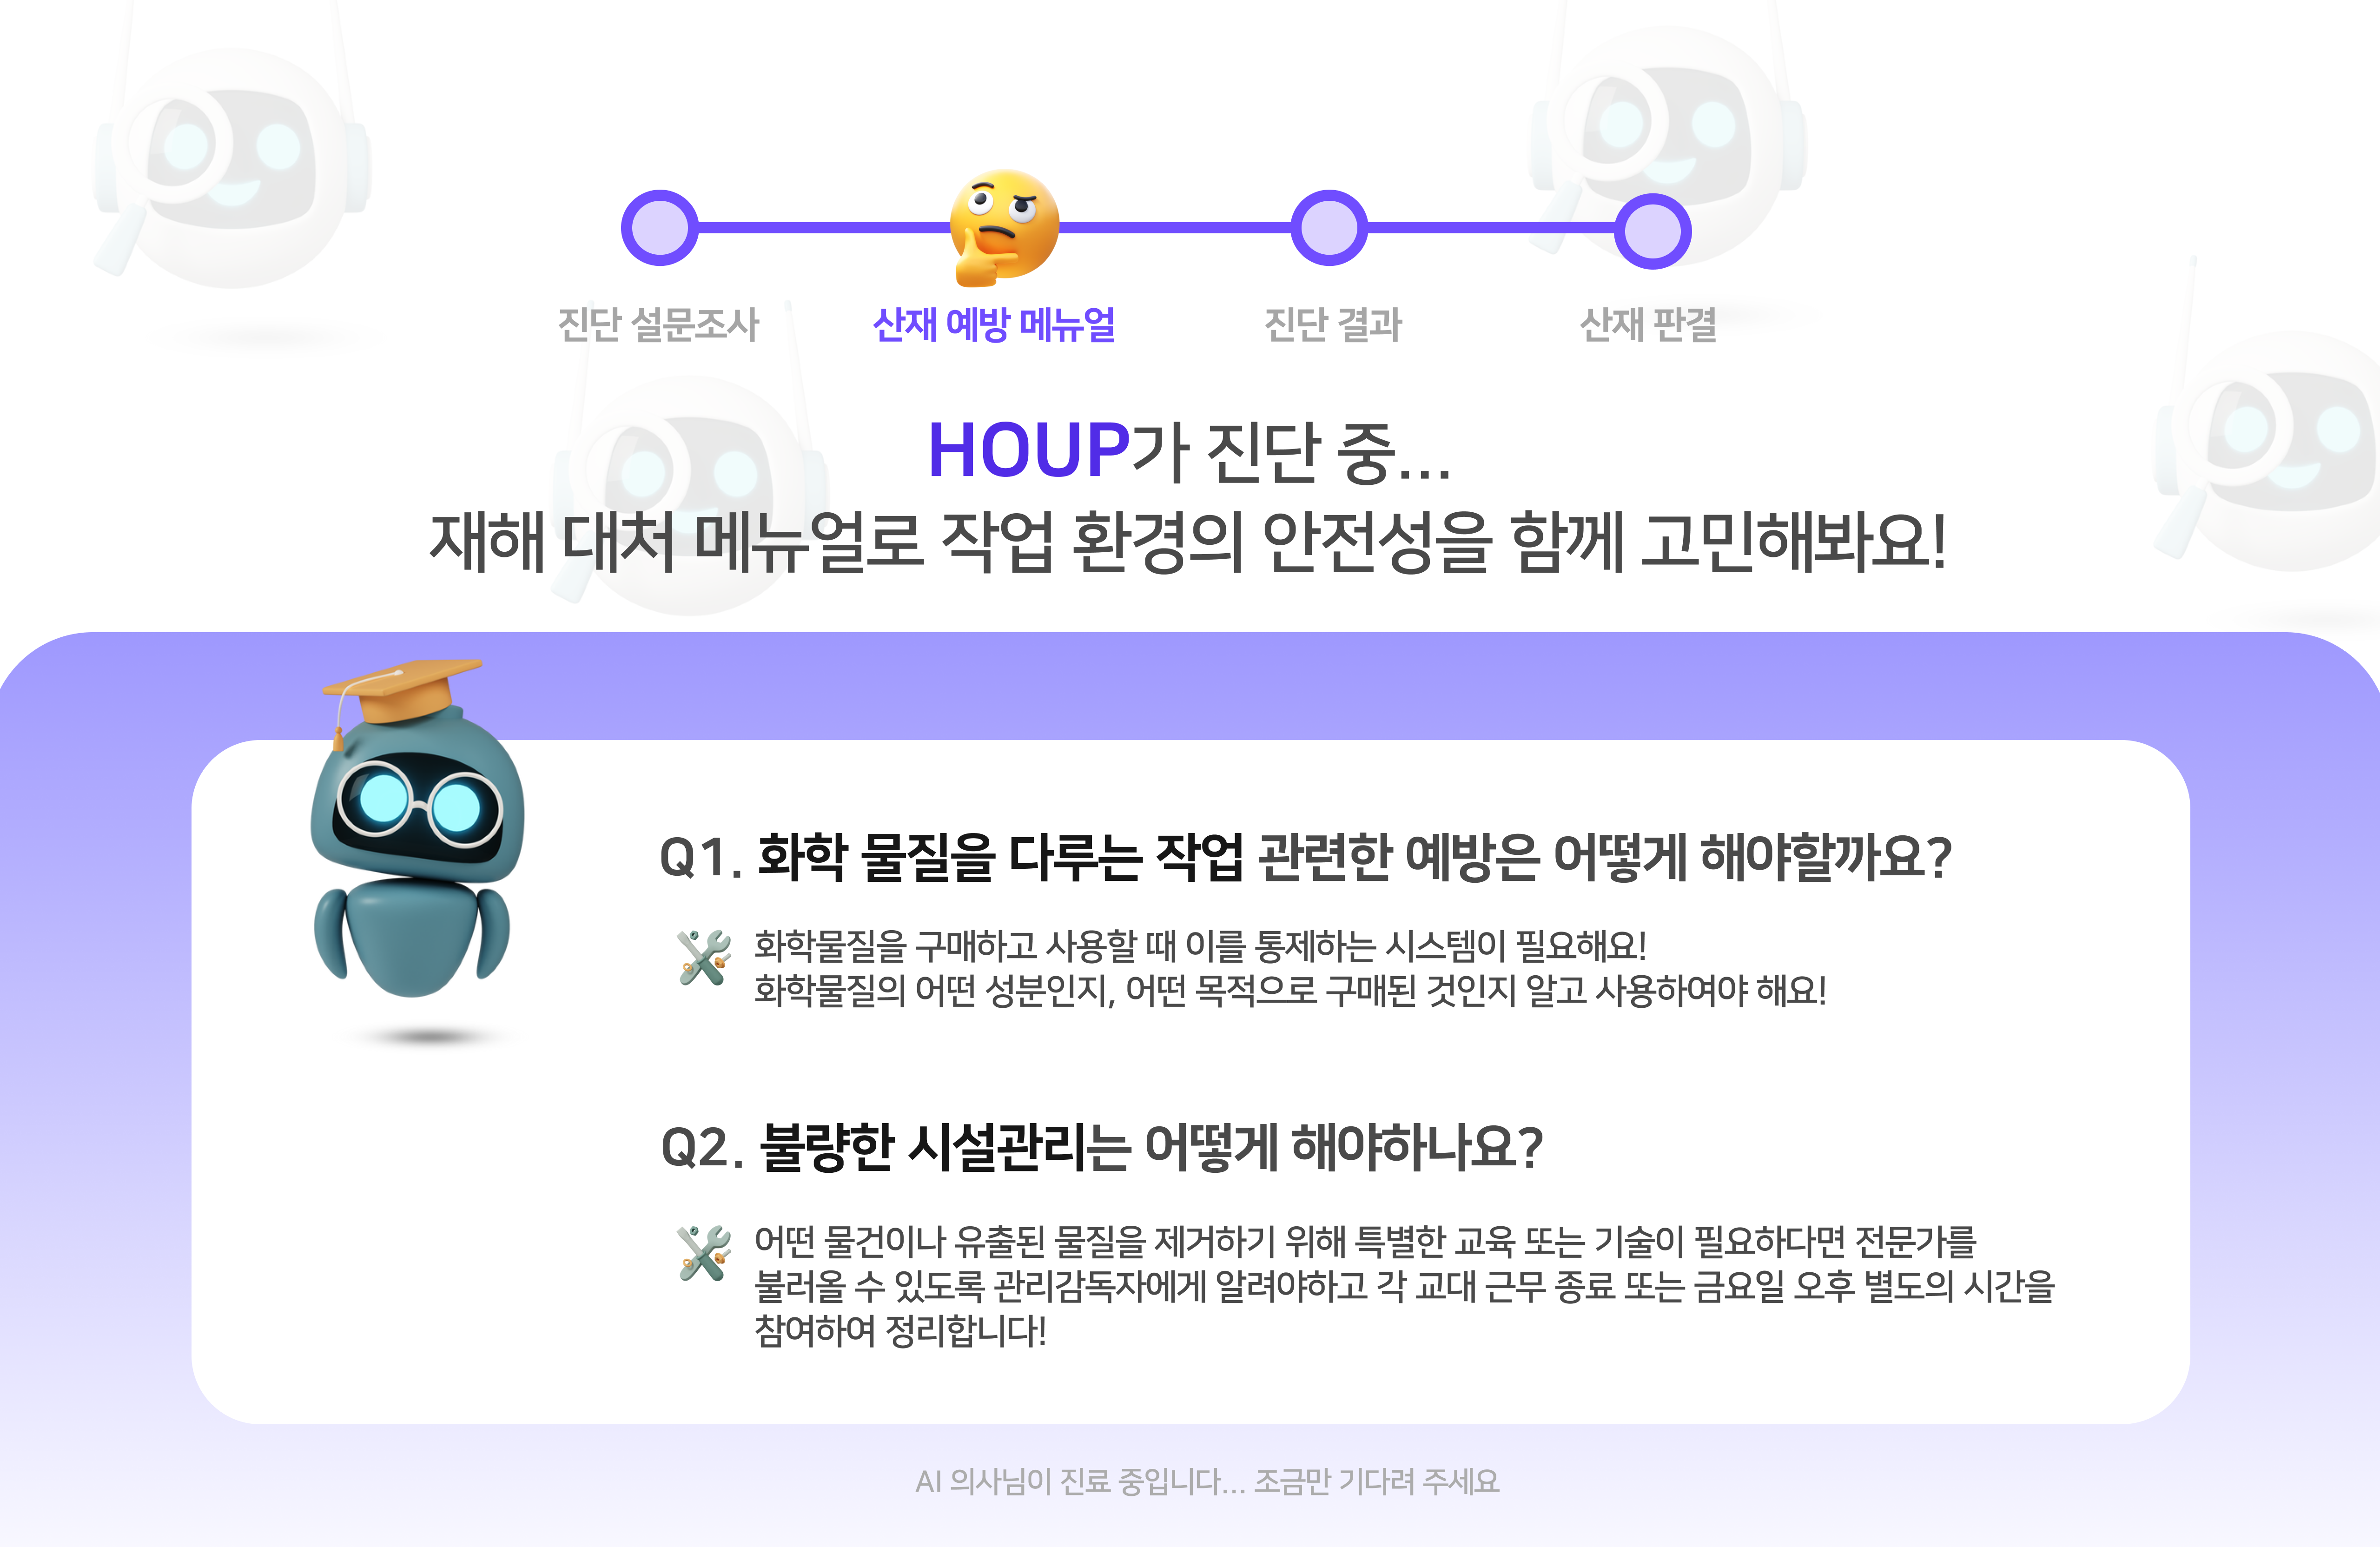 진단 설문조사
산재 예방 메뉴얼
진단 결과
산재 판결
HOUP가 진단 중...
재해 대처 메뉴얼로 작업 환경의 안전성을 함께 고민해봐요!
Q1. 화학 물질을 다루는 작업 관련한 예방은 어떻게 해야할까요?
화학물질을 구매하고 사용할 때 이를 통제하는 시스템이 필요해요!
화학물질의 어떤 성분인지, 어떤 목적으로 구매된 것인지 알고 사용하여야 해요!
Q2. 불량한 시설관리는 어떻게 해야하나요?
어떤 물건이나 유출된 물질을 제거하기 위해 특별한 교육 또는 기술이 필요하다면 전문가를
불러올 수 있도록 관리감독자에게 알려야하고 각 교대 근무 종료 또는 금요일 오후 별도의 시간을
참여하여 정리합니다!
AI 의사님이 진료 중입니다... 조금만 기다려 주세요